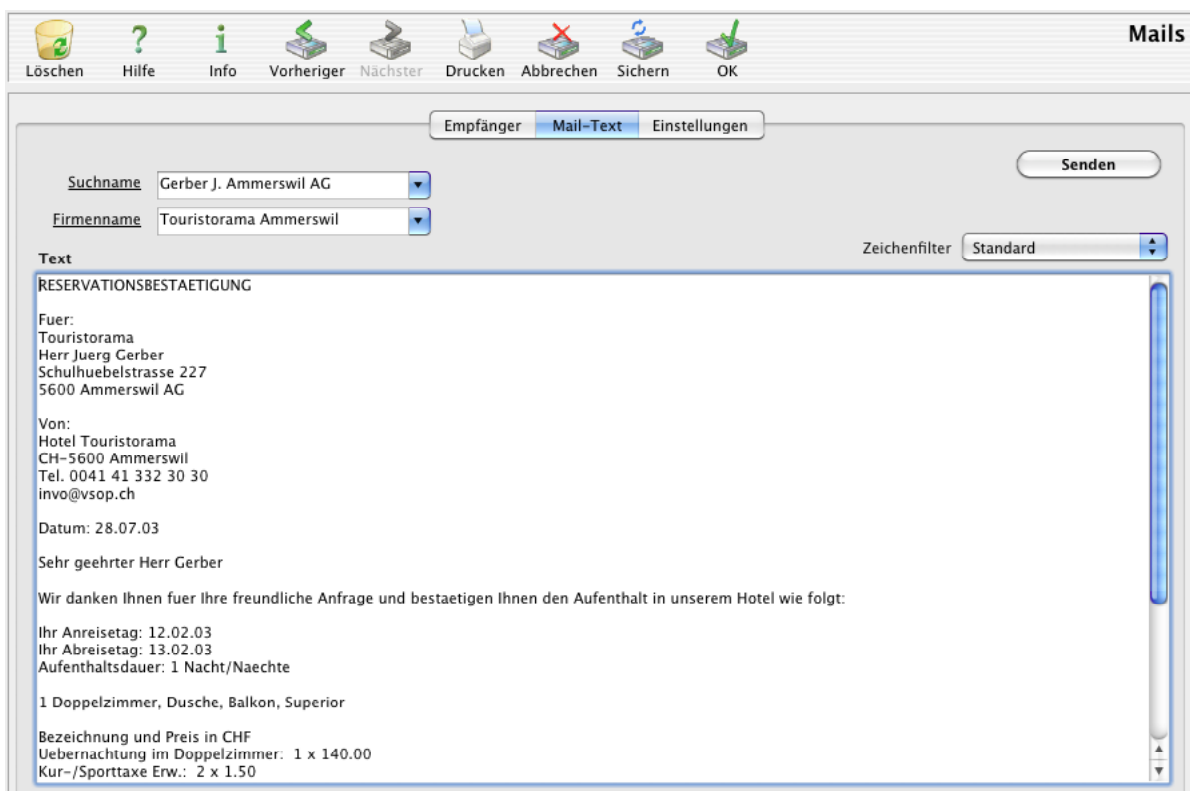 Mails
Löschen Hilfe Info Vorheriger Nächster Drucken Abbrechen Sichern OK
Empfänger Mail-Text Einstellungen
Senden
Suchname Gerber J. Ammerswil AG
Firmenname Touristorama Ammerswil
Zeichenfilter Standard
Text
RESERVATIONSBESTAETIGUNG
Fuer:
Touristorama
Herr Juerg Gerber
Schulhuebelstrasse 227
5600 Ammerswil AG
Von:
Hotel Touristorama
CH-5600 Ammerswil
Tel. 0041 41 332 30 30
invo@vsop.ch
Datum: 28.07.03
Sehr geehrter Herr Gerber
Wir danken Ihnen fuer Ihre freundliche Anfrage und bestaetigen Ihnen den Aufenthalt in unserem Hotel wie folgt:
Ihr Anreisetag: 12.02.03
Ihr Abreisetag: 13.02.03
Aufenthaltsdauer: 1 Nacht/Naechte
1 Doppelzimmer, Dusche, Balkon, Superior
Bezeichnung und Preis in CHF
Uebernachtung im Doppelzimmer: 1 x 140.00
Kur-/Sporttaxe Erw.: 2 x 1.50